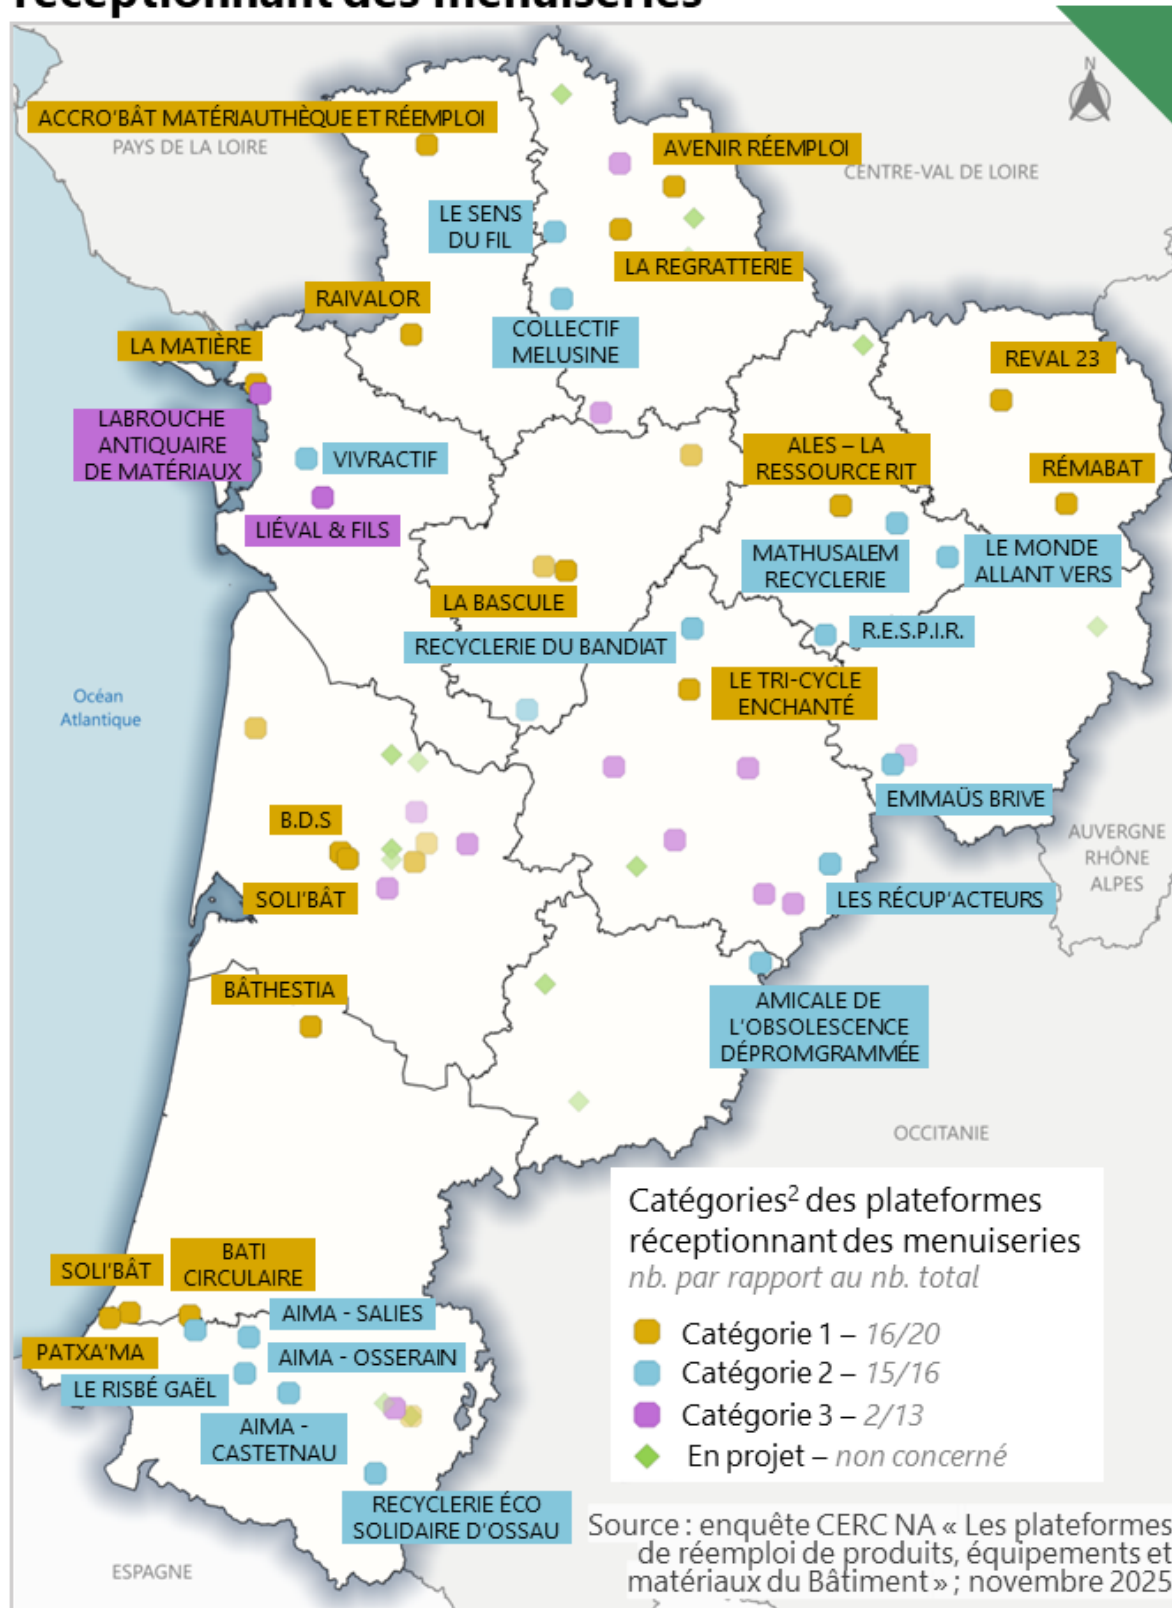 réceptionnant des menuiseries
N
ACCRO'BÂT MATÉRIAUTHÈQUE ET RÉEMPLOI
PAYS DE LA LOIRE
AVENIR RÉEMPLOI
CENTRE-VAL DE LOIRE
LE SENS
DU FIL
LA REGRATTERIE
RAIVALOR
COLLECTIF
MELUSINE
LA MATIÈRE
REVAL 23
LABROUCHE
ANTIQUAIRE
DE MATÉRIAUX
VIVRACTIF
ALES – LA
RESSOURCE RIT
RÉMABAT
LIÉVAL & FILS
MATHUSALEM
RECYCLERIE
LE MONDE
ALLANT VERS
LA BASCULE
RECYCLERIE DU BANDIAT
R.E.S.P.I.R.
LE TRI-CYCLE
ENCHANTÉ
Océan
Atlantique
EMMAÜS BRIVE
B.D.S
AUVERGNE
RHÔNE
ALPES
SOLI'BÂT
LES RÉCUP'ACTEURS
BÂTHESTIA
AMICALE DE
L'OBSOLESCENCE
DÉPROMGRAMMÉE
OCCITANIE
Catégories² des plateformes
réceptionnant des menuiseries
nb. par rapport au nb. total
Catégorie 1 – 16/20
Catégorie 2 – 15/16
Catégorie 3 – 2/13
En projet – non concerné
SOLI'BÂT
BATI
CIRCULAIRE
AIMA - SALIES
PATXA'MA
AIMA - OSSERAIN
LE RISBÉ GAËL
AIMA -
CASTETNAU
RECYCLERIE ÉCO
SOLIDAIRE D'OSSAU
ESPAGNE
Source : enquête CERC NA « Les plateformes
de réemploi de produits, équipements et
matériaux du Bâtiment » ; novembre 2025